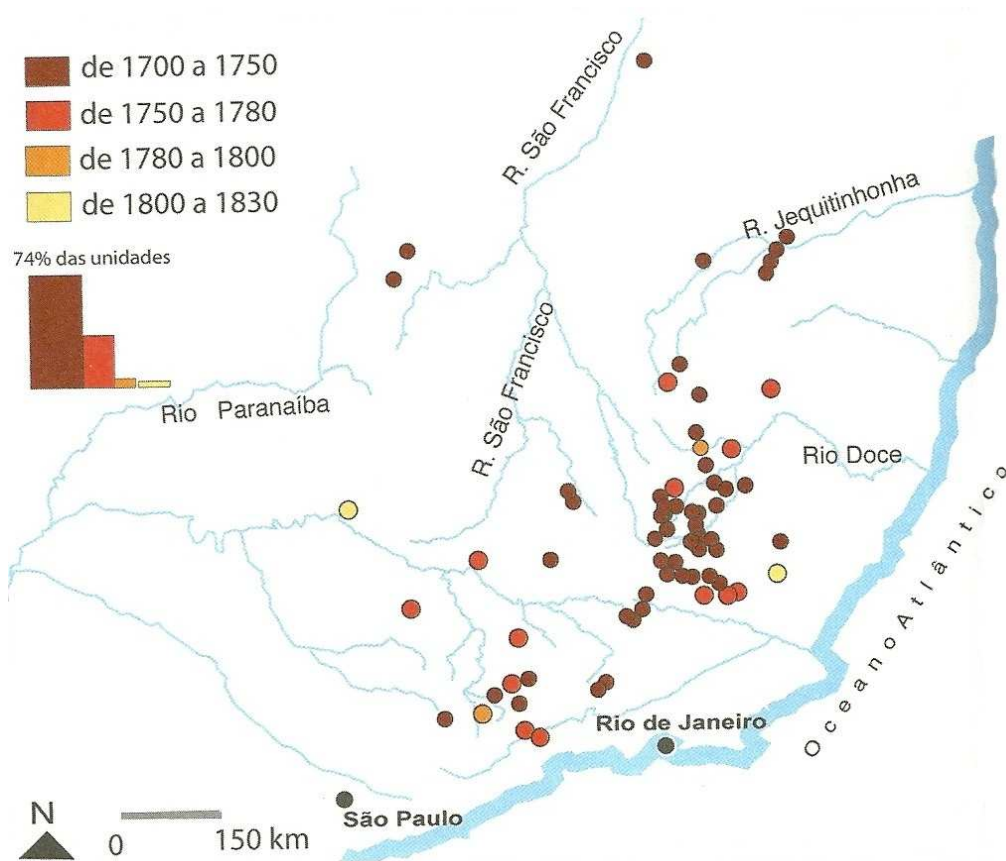 de 1700 a 1750
de 1750 a 1780
de 1780 a 1800
de 1800 a 1830
74% das unidades
R. São Francisco
R. Jequitinhonha
R. São Francisco
Rio Paranaíba
Rio Doce
Oceano Atlântico
Rio de Janeiro
São Paulo
N
0 150 km